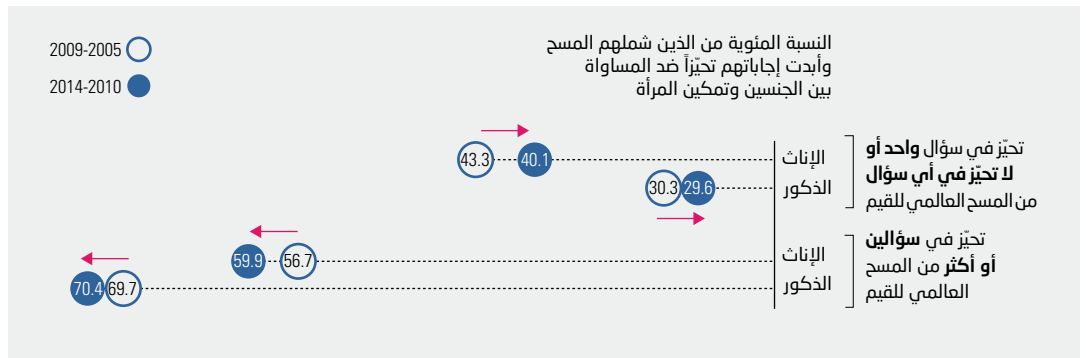 النسبة المئوية من الذين شملهم المسح
وأبدت إجاباتهم تحيّزاً ضد المساواة
بين الجنسين وتمكين المرأة
2009-2005
2014-2010
تحيّز في سؤال واحد أو
لا تحيّز في أي سؤال
من المسح العالمي للقيم
الإناث 40.1 43.3
الذكور 29.6 30.3
تحيّز في سؤالين
أو أكثر من المسح
العالمي للقيم
الإناث 56.7 59.9
الذكور 69.7 70.4